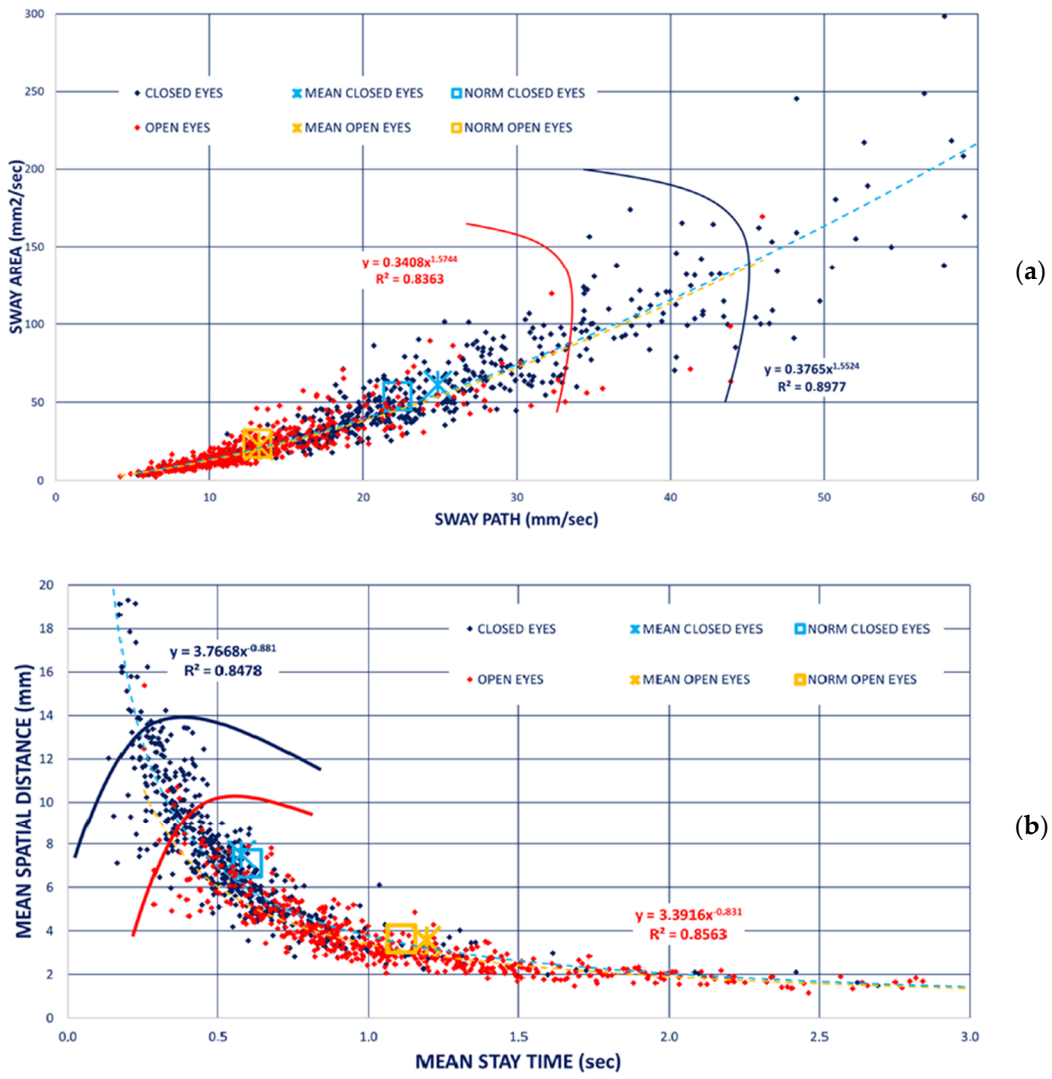 300
250
200
150
100
50
0
SWAY AREA (mm2/sec)
CLOSED EYES MEAN CLOSED EYES NORM CLOSED EYES
OPEN EYES MEAN OPEN EYES NORM OPEN EYES
y = 0.3408x^1.5744
R² = 0.8363
y = 0.3765x^1.5524
R² = 0.8977
0 10 20 30 40 50 60
SWAY PATH (mm/sec)
(a)
20
18
16
14
12
10
8
6
4
2
0
MEAN SPATIAL DISTANCE (mm)
CLOSED EYES MEAN CLOSED EYES NORM CLOSED EYES
OPEN EYES MEAN OPEN EYES NORM OPEN EYES
y = 3.7668x^-0.881
R² = 0.8478
y = 3.3916x^-0.831
R² = 0.8563
0.0 0.5 1.0 1.5 2.0 2.5 3.0
MEAN STAY TIME (sec)
(b)